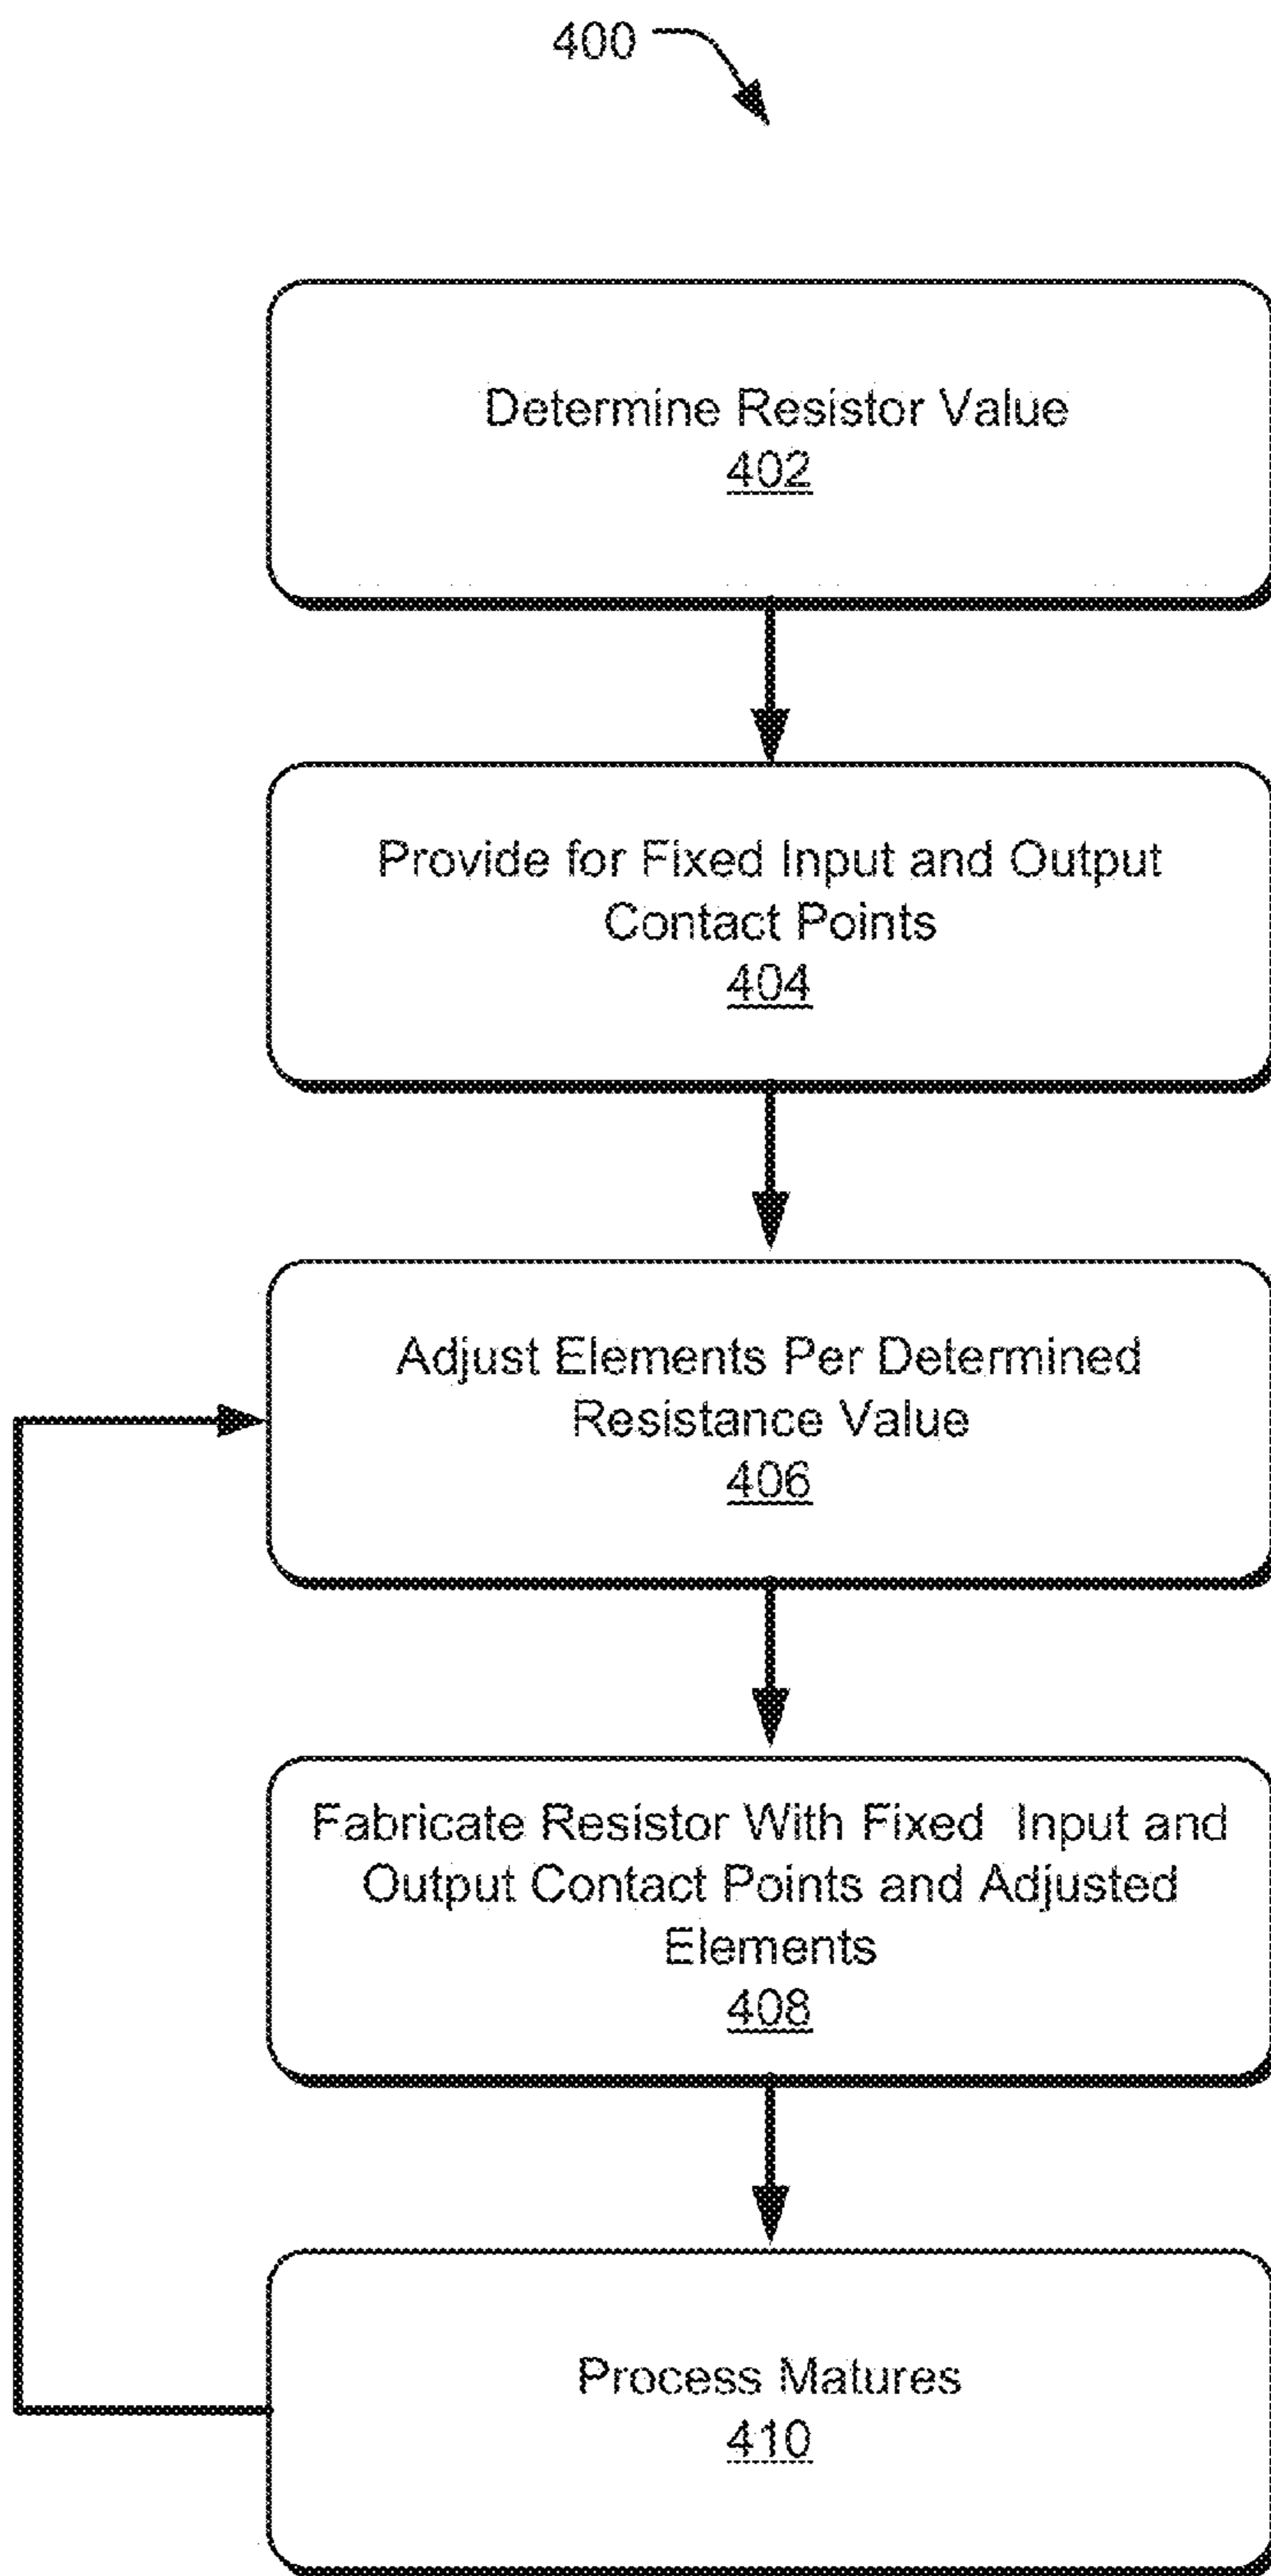 400
Determine Resistor Value
402
Provide for Fixed Input and Output
Contact Points
404
Adjust Elements Per Determined
Resistance Value
406
Fabricate Resistor With Fixed Input and
Output Contact Points and Adjusted
Elements
408
Process Matures
410